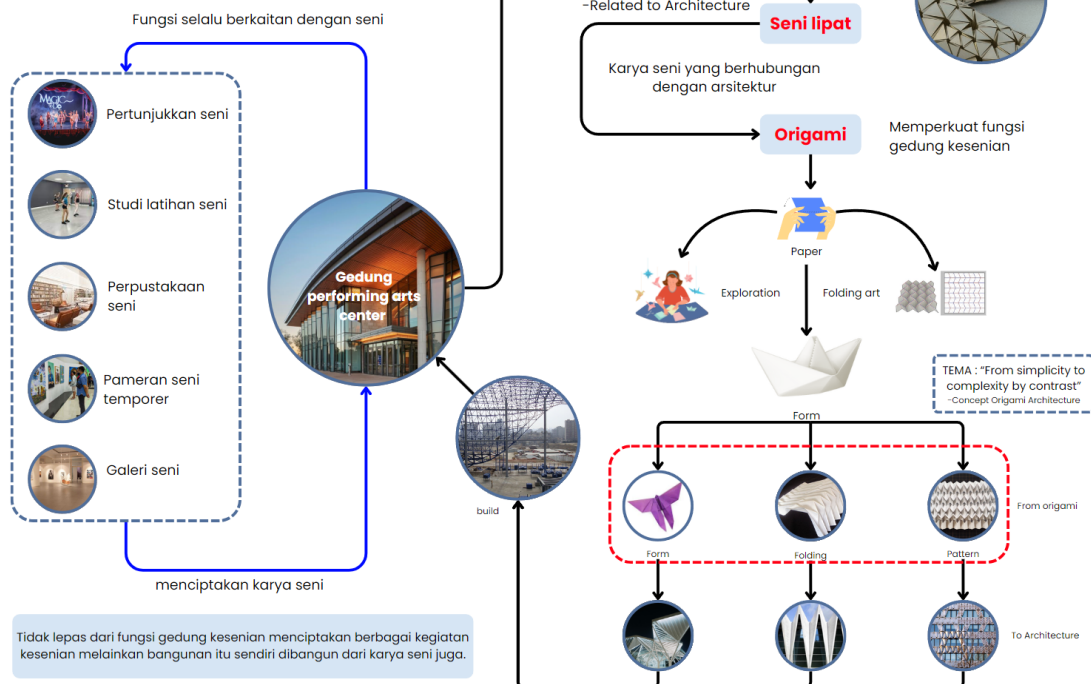 Fungsi selalu berkaitan dengan seni
Pertunjukkan seni
Studi latihan seni
Perpustakaan
seni
Pameran seni
temporer
Galeri seni
menciptakan karya seni
Tidak lepas dari fungsi gedung kesenian menciptakan berbagai kegiatan
kesenian melainkan bangunan itu sendiri dibangun dari karya seni juga.
Gedung
performing arts
center
build
-Related to Architecture
Seni lipat
Karya seni yang berhubungan
dengan arsitektur
Origami
Memperkuat fungsi
gedung kesenian
Paper
Exploration
Folding art
Form
TEMA : “From simplicity to
complexity by contrast”
-Concept Origami Architecture
Form
Folding
Pattern
From origami
To Architecture